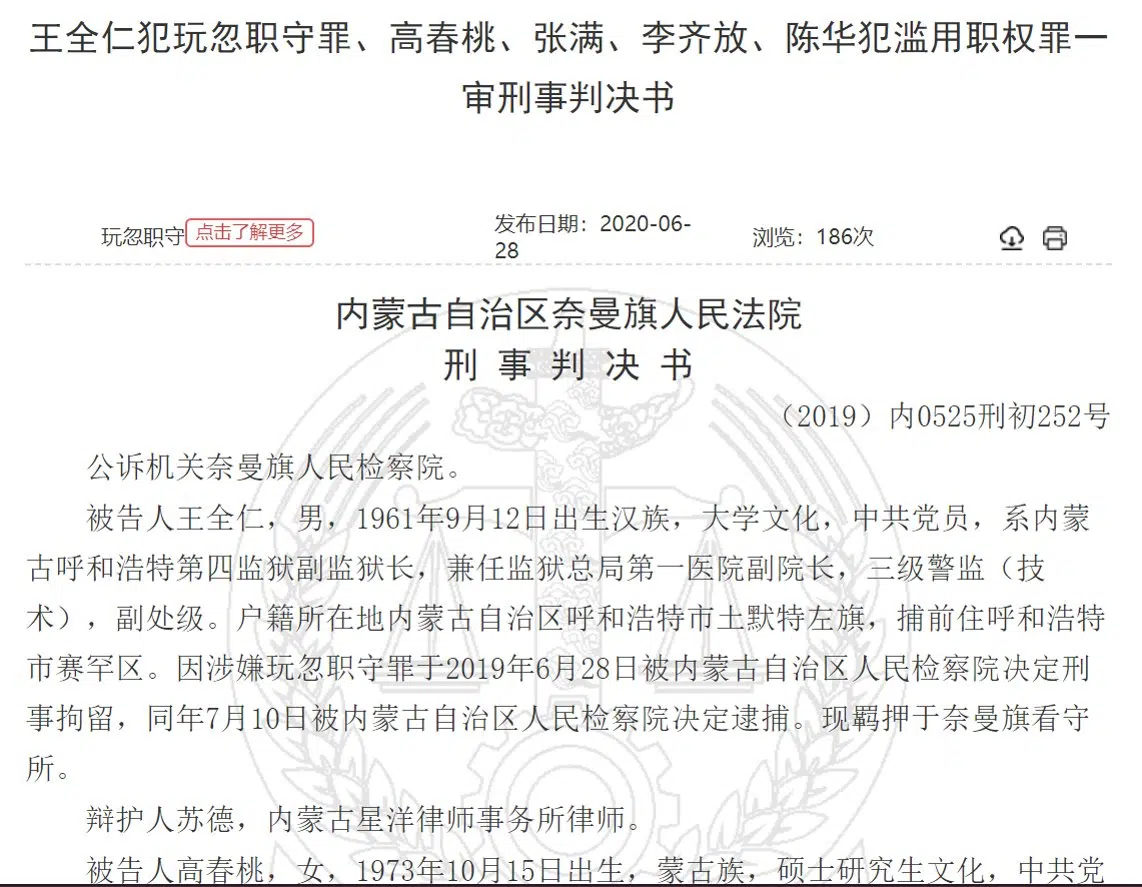 王全仁犯玩忽职守罪、高春桃、张满、李齐放、陈华犯滥用职权罪一
审刑事判决书
玩忽职守 点击了解更多
发布日期：2020-06-
28
浏览：186次
内蒙古自治区奈曼旗人民法院
刑 事 判 决 书
（2019）内0525刑初252号
公诉机关奈曼旗人民检察院。
被告人王全仁，男，1961年9月12日出生汉族，大学文化，中共党员，系内蒙
古呼和浩特第四监狱副监狱长，兼任监狱总局第一医院副院长，三级警监（技
术），副处级。户籍所在地内蒙古自治区呼和浩特市土默特左旗，捕前住呼和浩特
市赛罕区。因涉嫌玩忽职守罪于2019年6月28日被内蒙古自治区人民检察院决定刑
事拘留，同年7月10日被内蒙古自治区人民检察院决定逮捕。现羁押于奈曼旗看守
所。
辩护人苏德，内蒙古星洋律师事务所律师。
被告人高春桃，女，1973年10月15日出生，蒙古族，硕士研究生文化，中共党